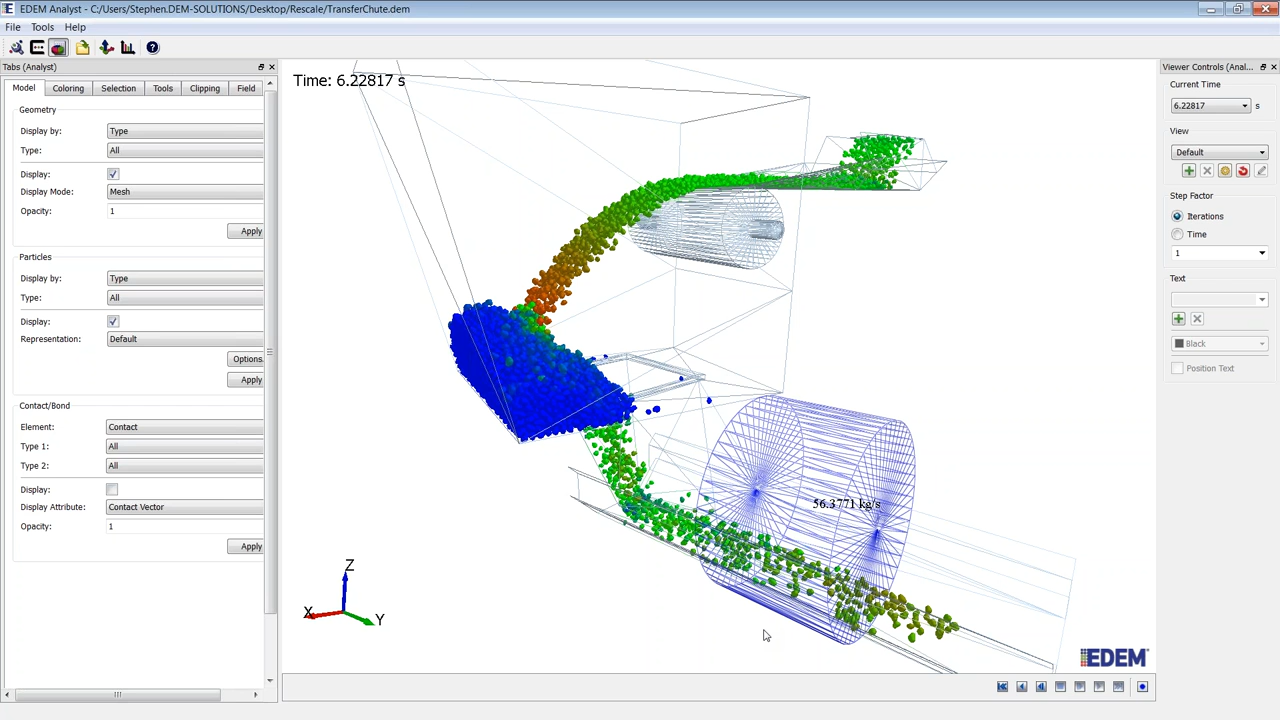 EDEM Analyst - C:/Users/Stephen.DEM-SOLUTIONS/Desktop/Rescale/TransferChute.dem
File Tools Help
Tabs (Analyst)
Model Coloring Selection Tools Clipping Field
Geometry
Display by: Type
Type: All
Display:
Display Mode: Mesh
Opacity: 1
Apply
Particles
Display by: Type
Type: All
Display:
Representation: Default
Options.
Apply
Contact/Bond
Element: Contact
Type 1: All
Type 2: All
Display:
Display Attribute: Contact Vector
Opacity: 1
Apply
Time: 6.22817 s
56.3771 kg/s
Z
X
Y
EDEM
Viewer Controls (Anal...
Current Time
6.22817 s
View
Default
Step Factor
Iterations
Time
1
Text
Black
Position Text